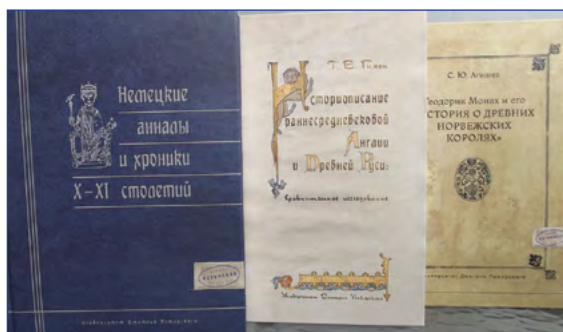 Немецкие
анналы
и хроники
X–XI столетий
Т. Е. Гимон
Историописание
раннесредневековой
Англии
и Древней Руси:
Сравнительное исследование
С. Ю. Агишев
Теодорик Монах и его
«ИСТОРИЯ О ДРЕВНИХ
НОРВЕЖСКИХ
КОРОЛЯХ»